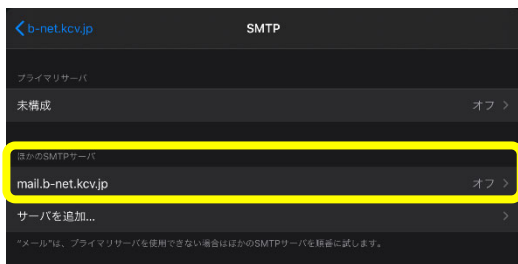 b-net.kcv.jp SMTP
プライマリサーバ
未構成 オフ
ほかのSMTPサーバ
mail.b-net.kcv.jp オフ
サーバを追加...
"メール"は、プライマリサーバを使用できない場合はほかのSMTPサーバを順番に試します。